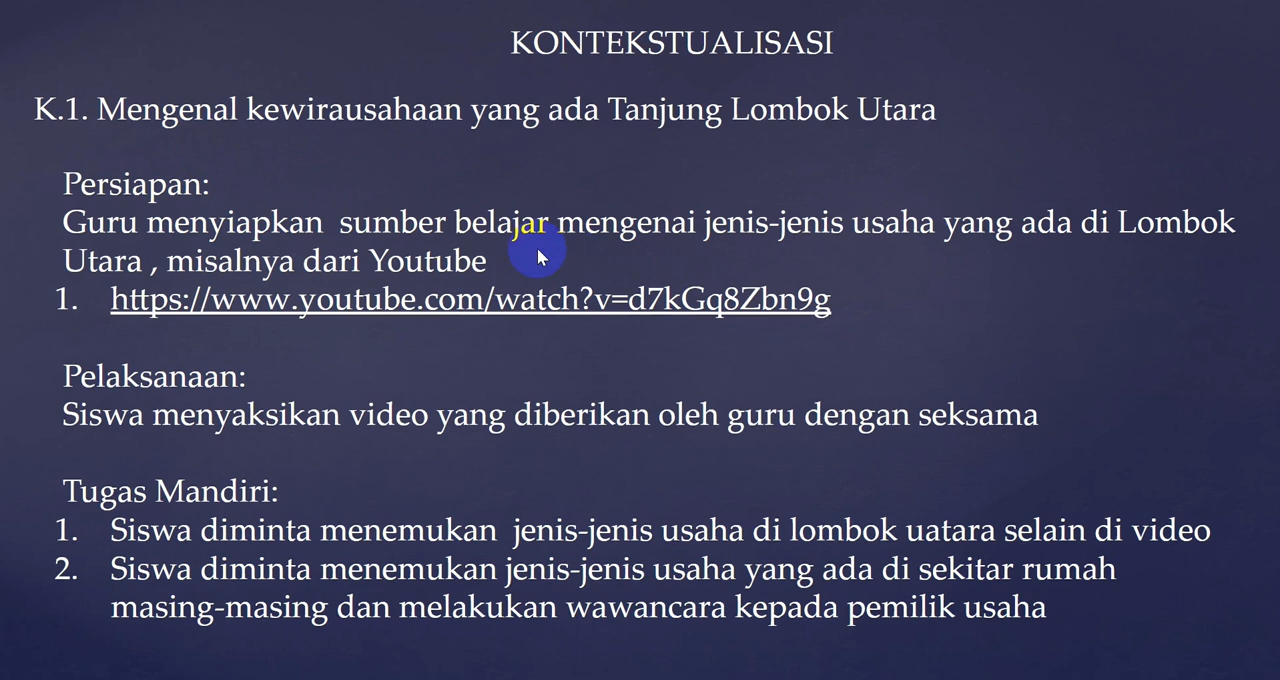 KONTEKSTUALISASI
K.1. Mengenal kewirausahaan yang ada Tanjung Lombok Utara
Persiapan:
Guru menyiapkan sumber belajar mengenai jenis-jenis usaha yang ada di Lombok
Utara , misalnya dari Youtube
1. https://www.youtube.com/watch?v=d7kGq8Zbn9g
Pelaksanaan:
Siswa menyaksikan video yang diberikan oleh guru dengan seksama
Tugas Mandiri:
1. Siswa diminta menemukan jenis-jenis usaha di lombok uatara selain di video
2. Siswa diminta menemukan jenis-jenis usaha yang ada di sekitar rumah
masing-masing dan melakukan wawancara kepada pemilik usaha